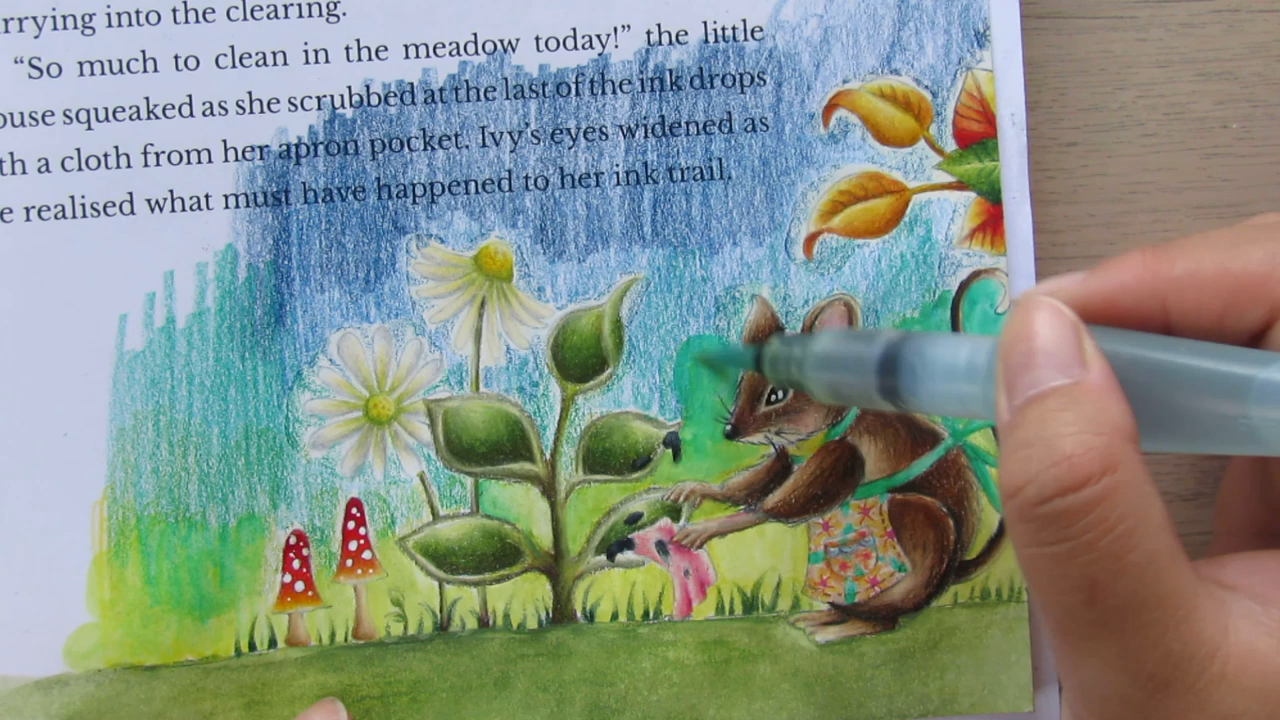 rrying into the clearing.
“So much to clean in the meadow today!” the little
ouse squeaked as she scrubbed at the last of the ink drops
th a cloth from her apron pocket. Ivy’s eyes widened as
e realised what must have happened to her ink trail.